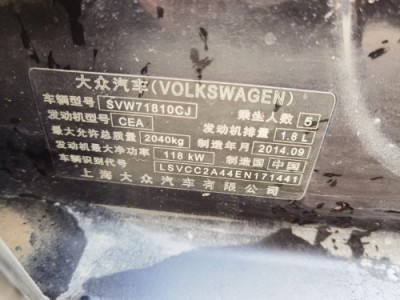 大众汽车(VOLKSWAGEN)
车辆型号 SVW71810CJ 乘坐人数 5
发动机型号 CEA 发动机排量 1.8L
最大允许总质量 2040kg 制造年月 2014.09
发动机最大净功率 118 kW 制造国 中国
车辆识别代号 LSVCC2A44EN171441
上海大众汽车有限公司